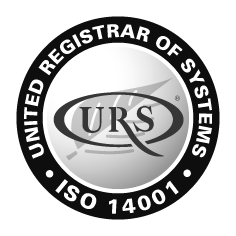 UNITED REGISTRAR OF SYSTEMS
URS®
• ISO 14001 •